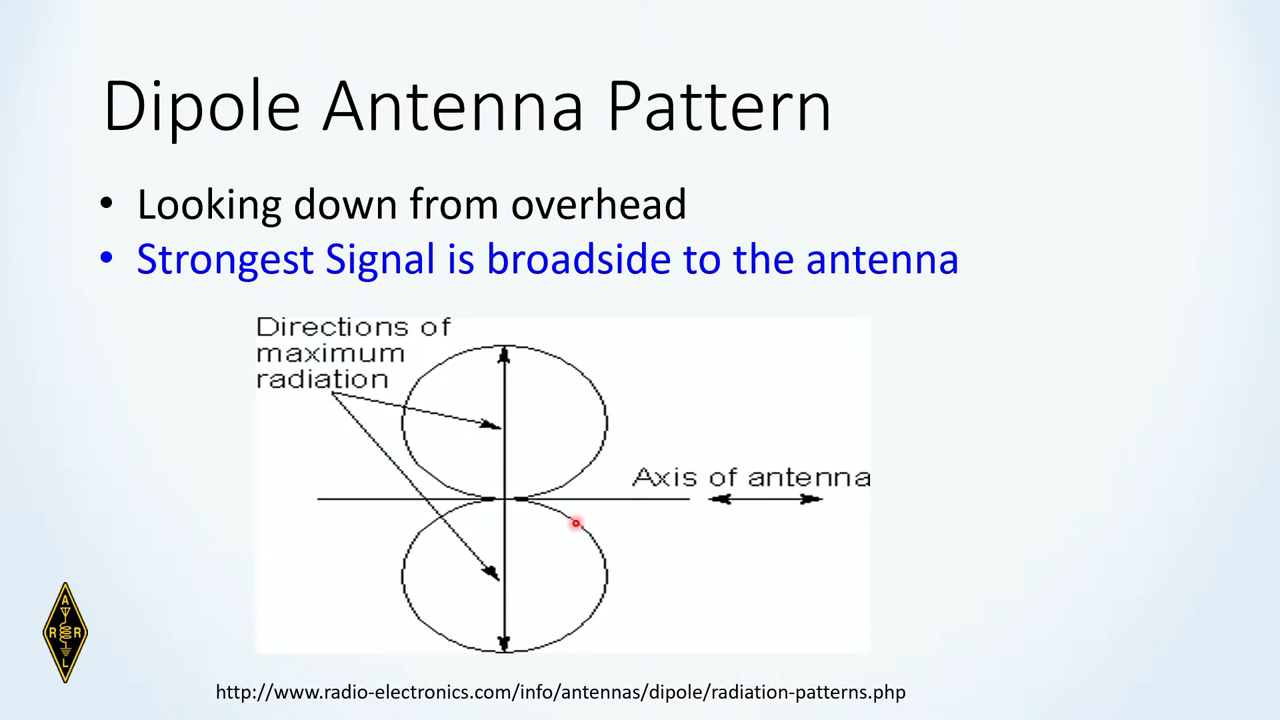 Dipole Antenna Pattern
• Looking down from overhead
• Strongest Signal is broadside to the antenna
Directions of
maximum
radiation
Axis of antenna
A
R R
L
http://www.radio-electronics.com/info/antennas/dipole/radiation-patterns.php